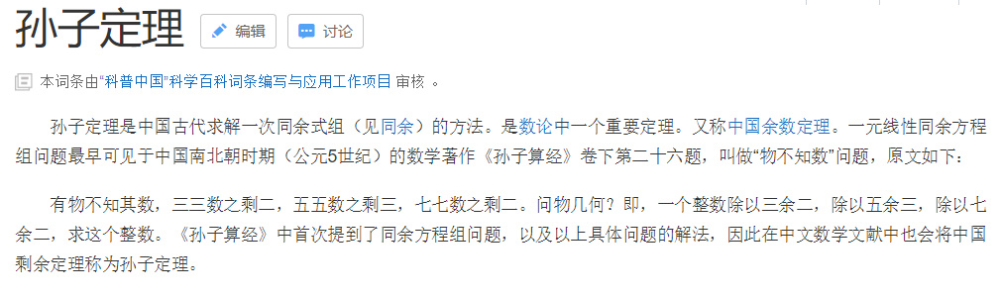 孙子定理 编辑 讨论
本词条由“科普中国”科学百科词条编写与应用工作项目 审核 。
孙子定理是中国古代求解一次同余式组（见同余）的方法。是数论中一个重要定理。又称中国余数定理。一元线性同余方程
组问题最早可见于中国南北朝时期（公元5世纪）的数学著作《孙子算经》卷下第二十六题，叫做“物不知数”问题，原文如下：
有物不知其数，三三数之剩二，五五数之剩三，七七数之剩二。问物几何？即，一个整数除以三余二，除以五余三，除以七
余二，求这个整数。《孙子算经》中首次提到了同余方程组问题，以及以上具体问题的解法，因此在中文数学文献中也会将中国
剩余定理称为孙子定理。